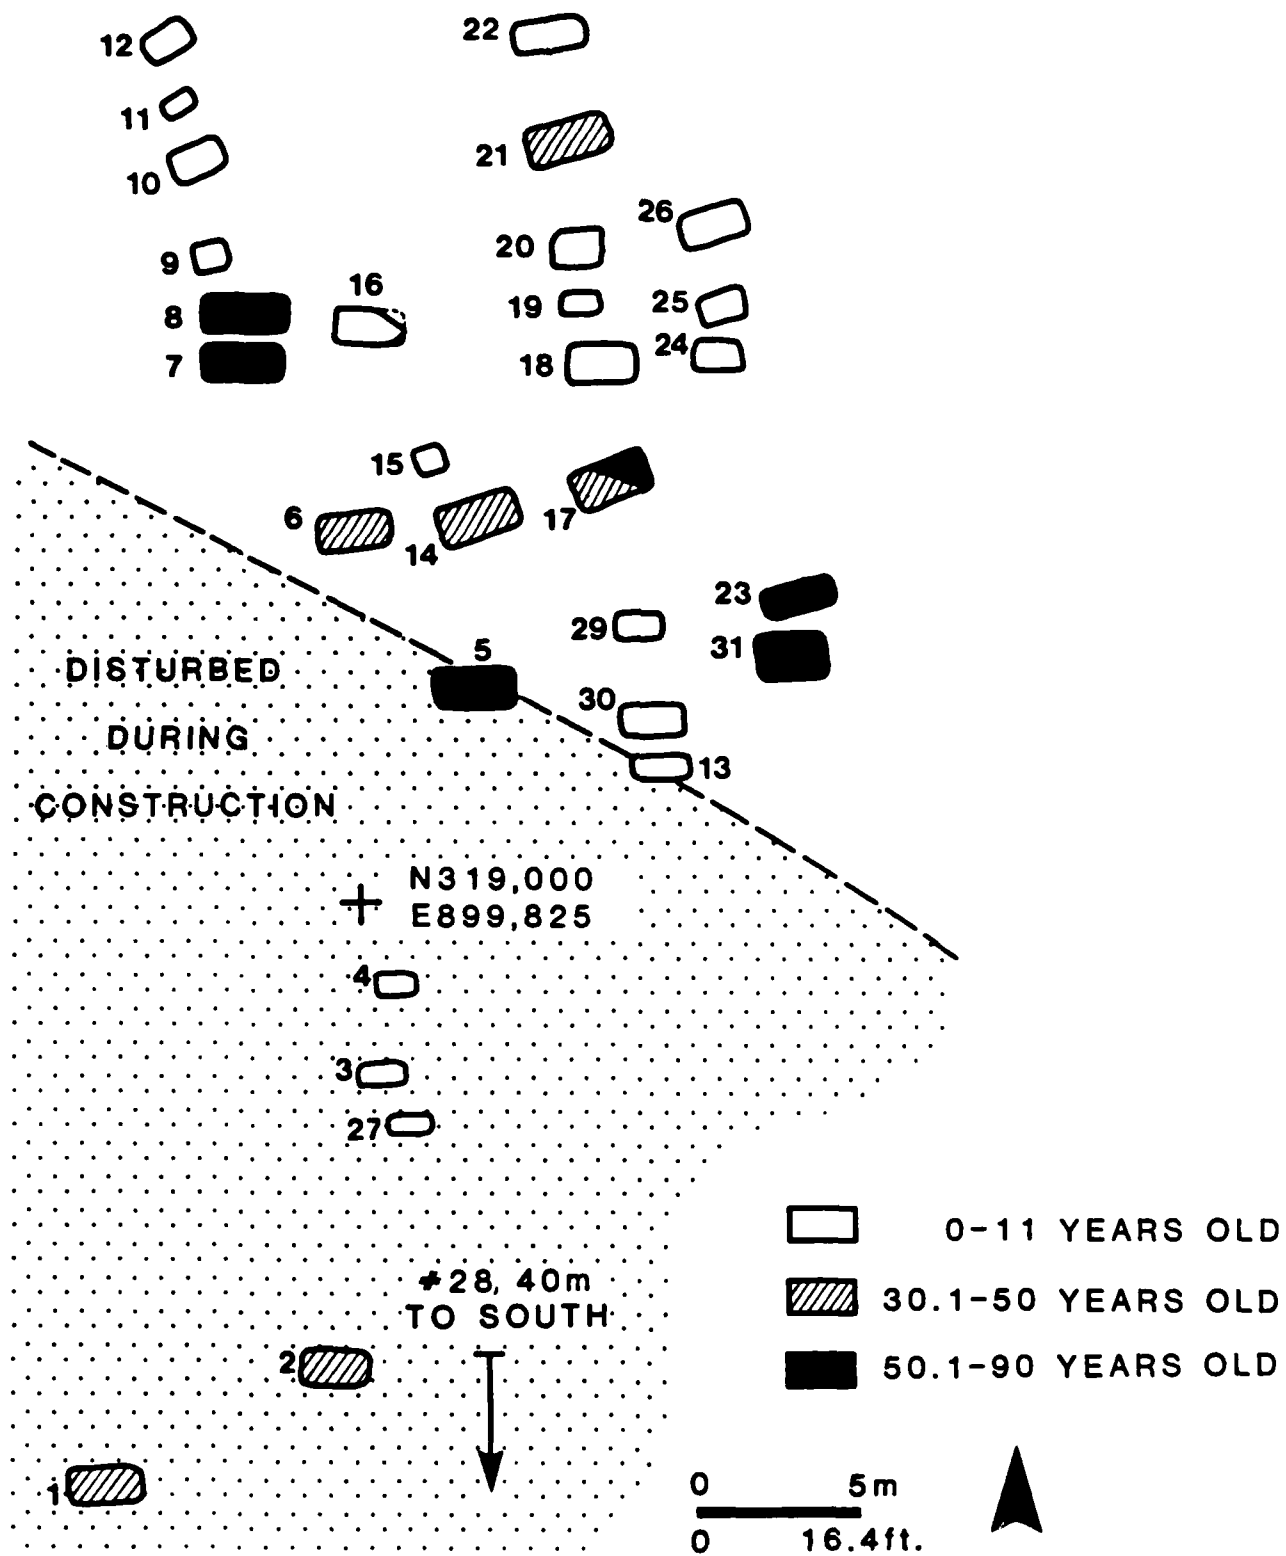 12
22
11
21
10
26
20
9
16
25
19
8
24
18
7
15
6
17
14
23
29
31
5
DISTURBED
30
DURING
13
CONSTRUCTION
N319,000
E899,825
4
3
27
0-11 YEARS OLD
#28, 40m
TO SOUTH
30.1-50 YEARS OLD
2
50.1-90 YEARS OLD
1
0 5m
0 16.4ft.